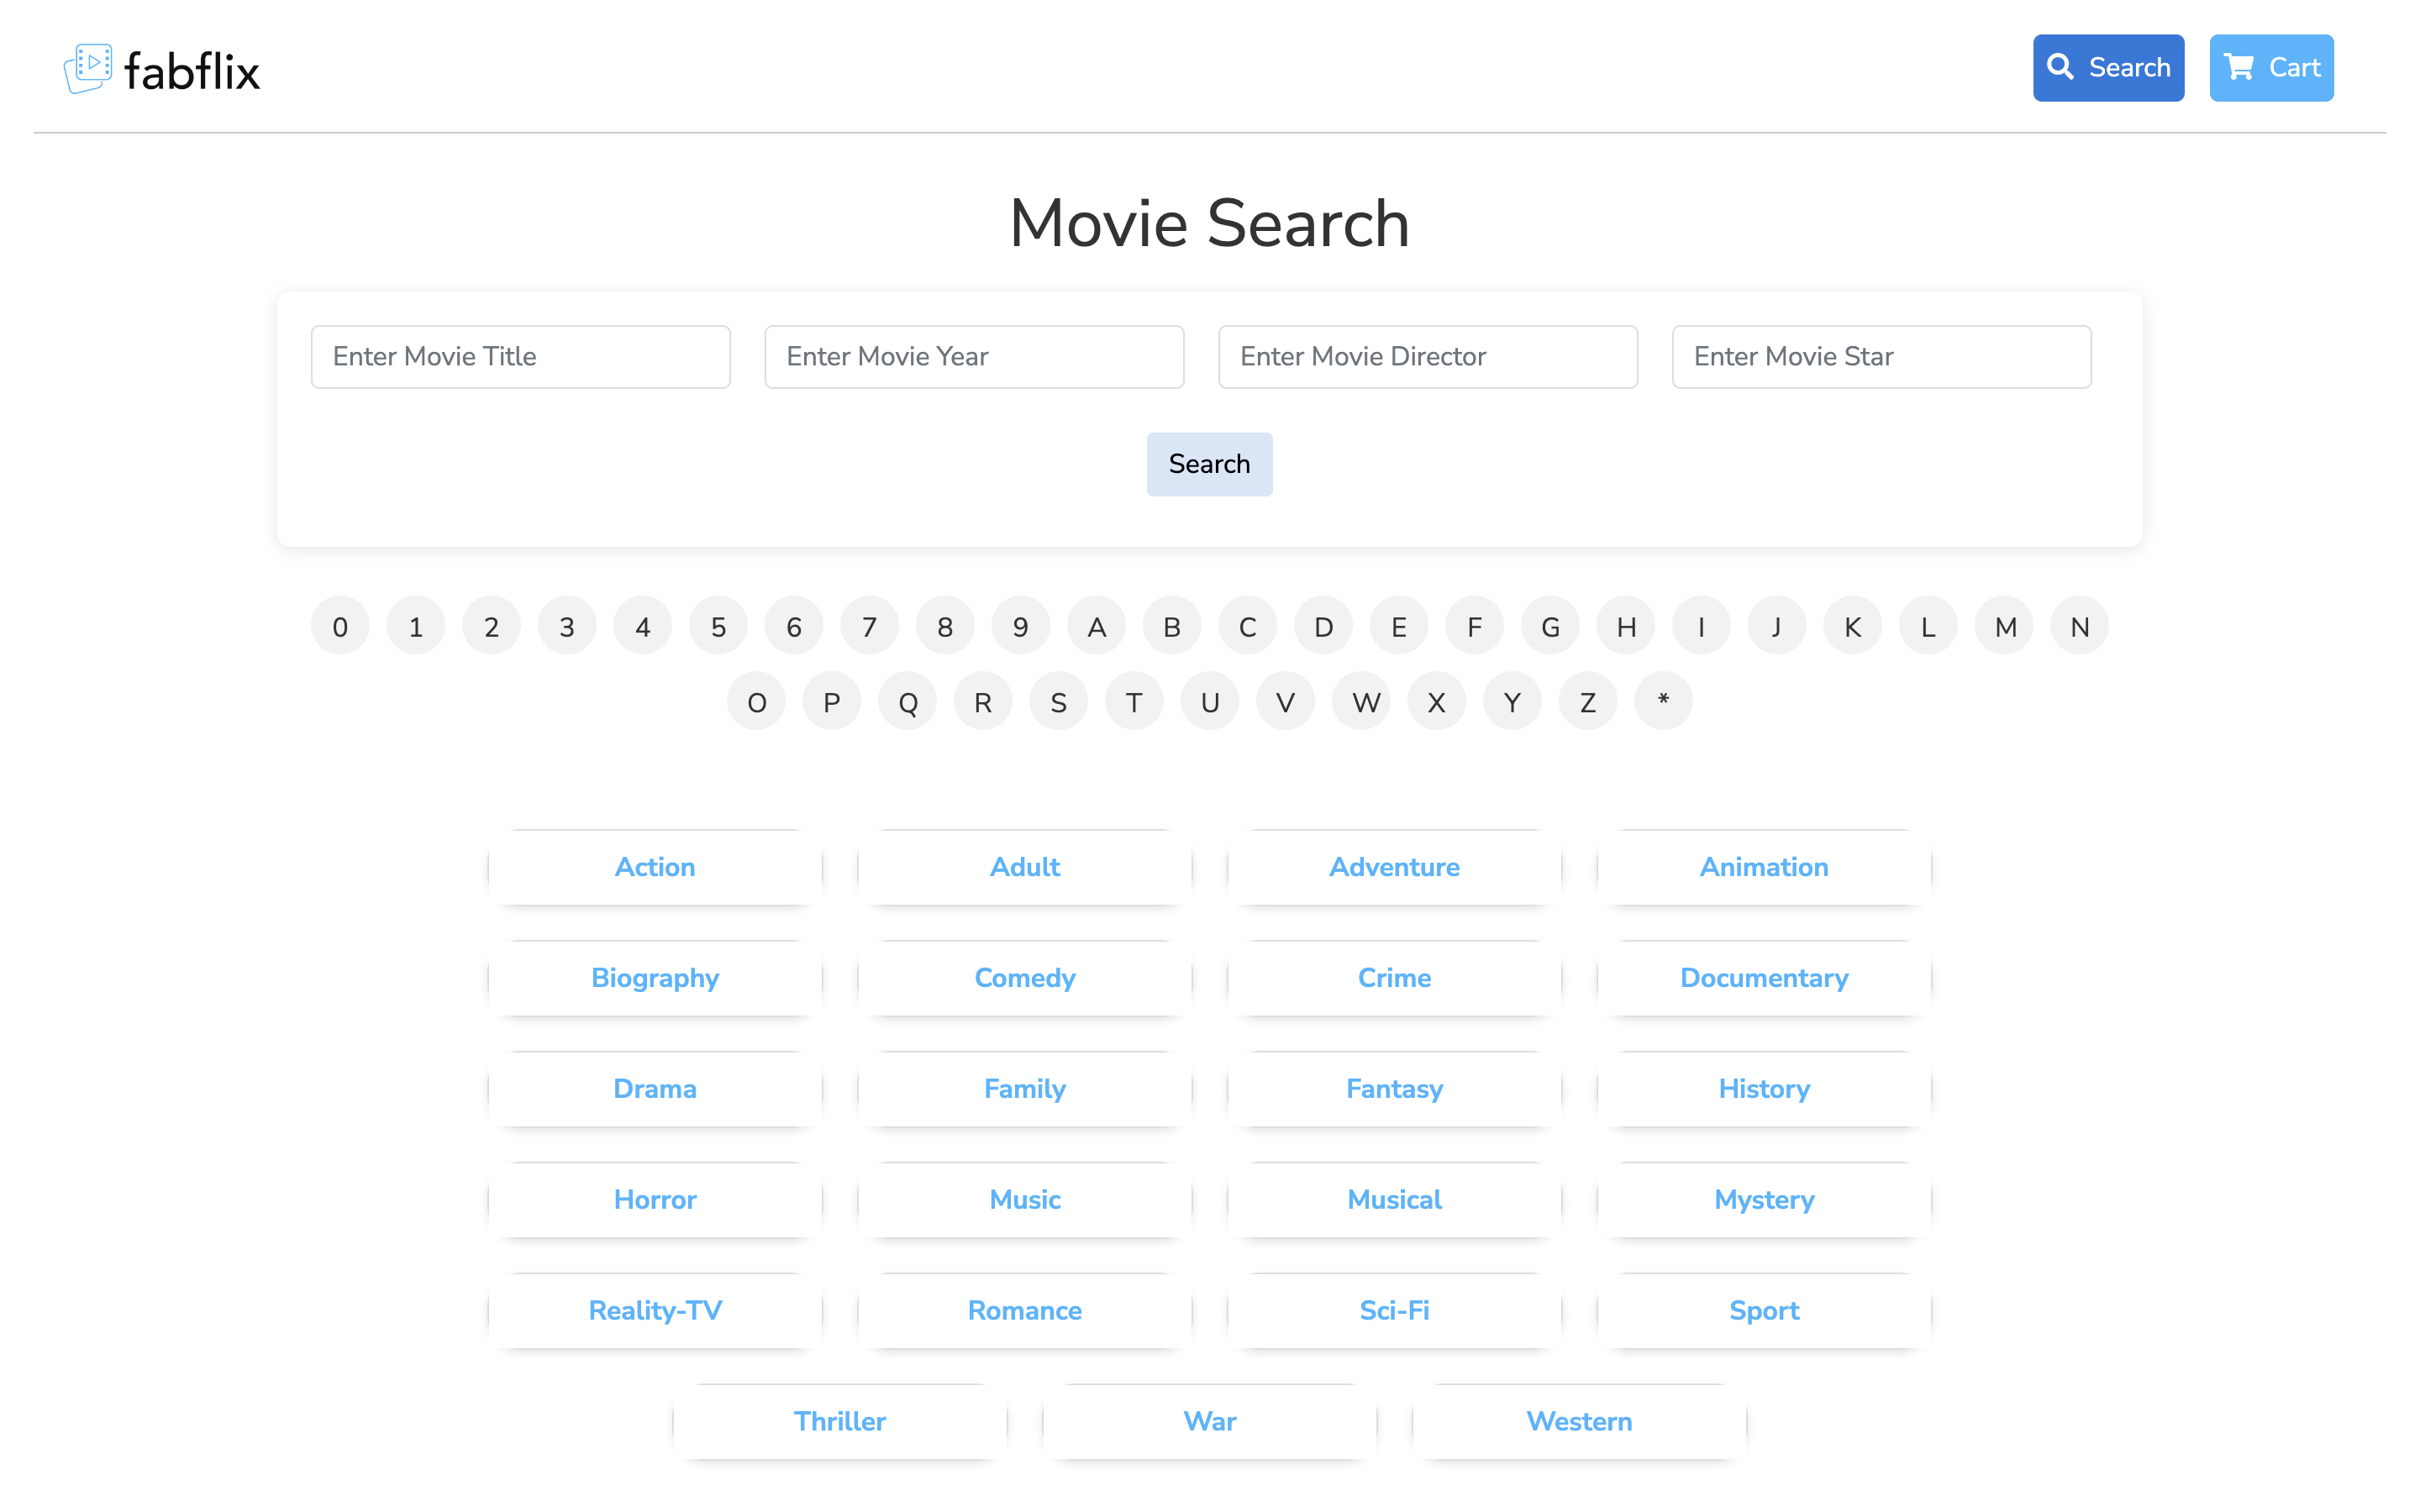 fabflix
Search Cart
Movie Search
Enter Movie Title Enter Movie Year Enter Movie Director Enter Movie Star
Search
0 1 2 3 4 5 6 7 8 9 A B C D E F G H I J K L M N
O P Q R S T U V W X Y Z *
Action Adult Adventure Animation
Biography Comedy Crime Documentary
Drama Family Fantasy History
Horror Music Musical Mystery
Reality-TV Romance Sci-Fi Sport
Thriller War Western